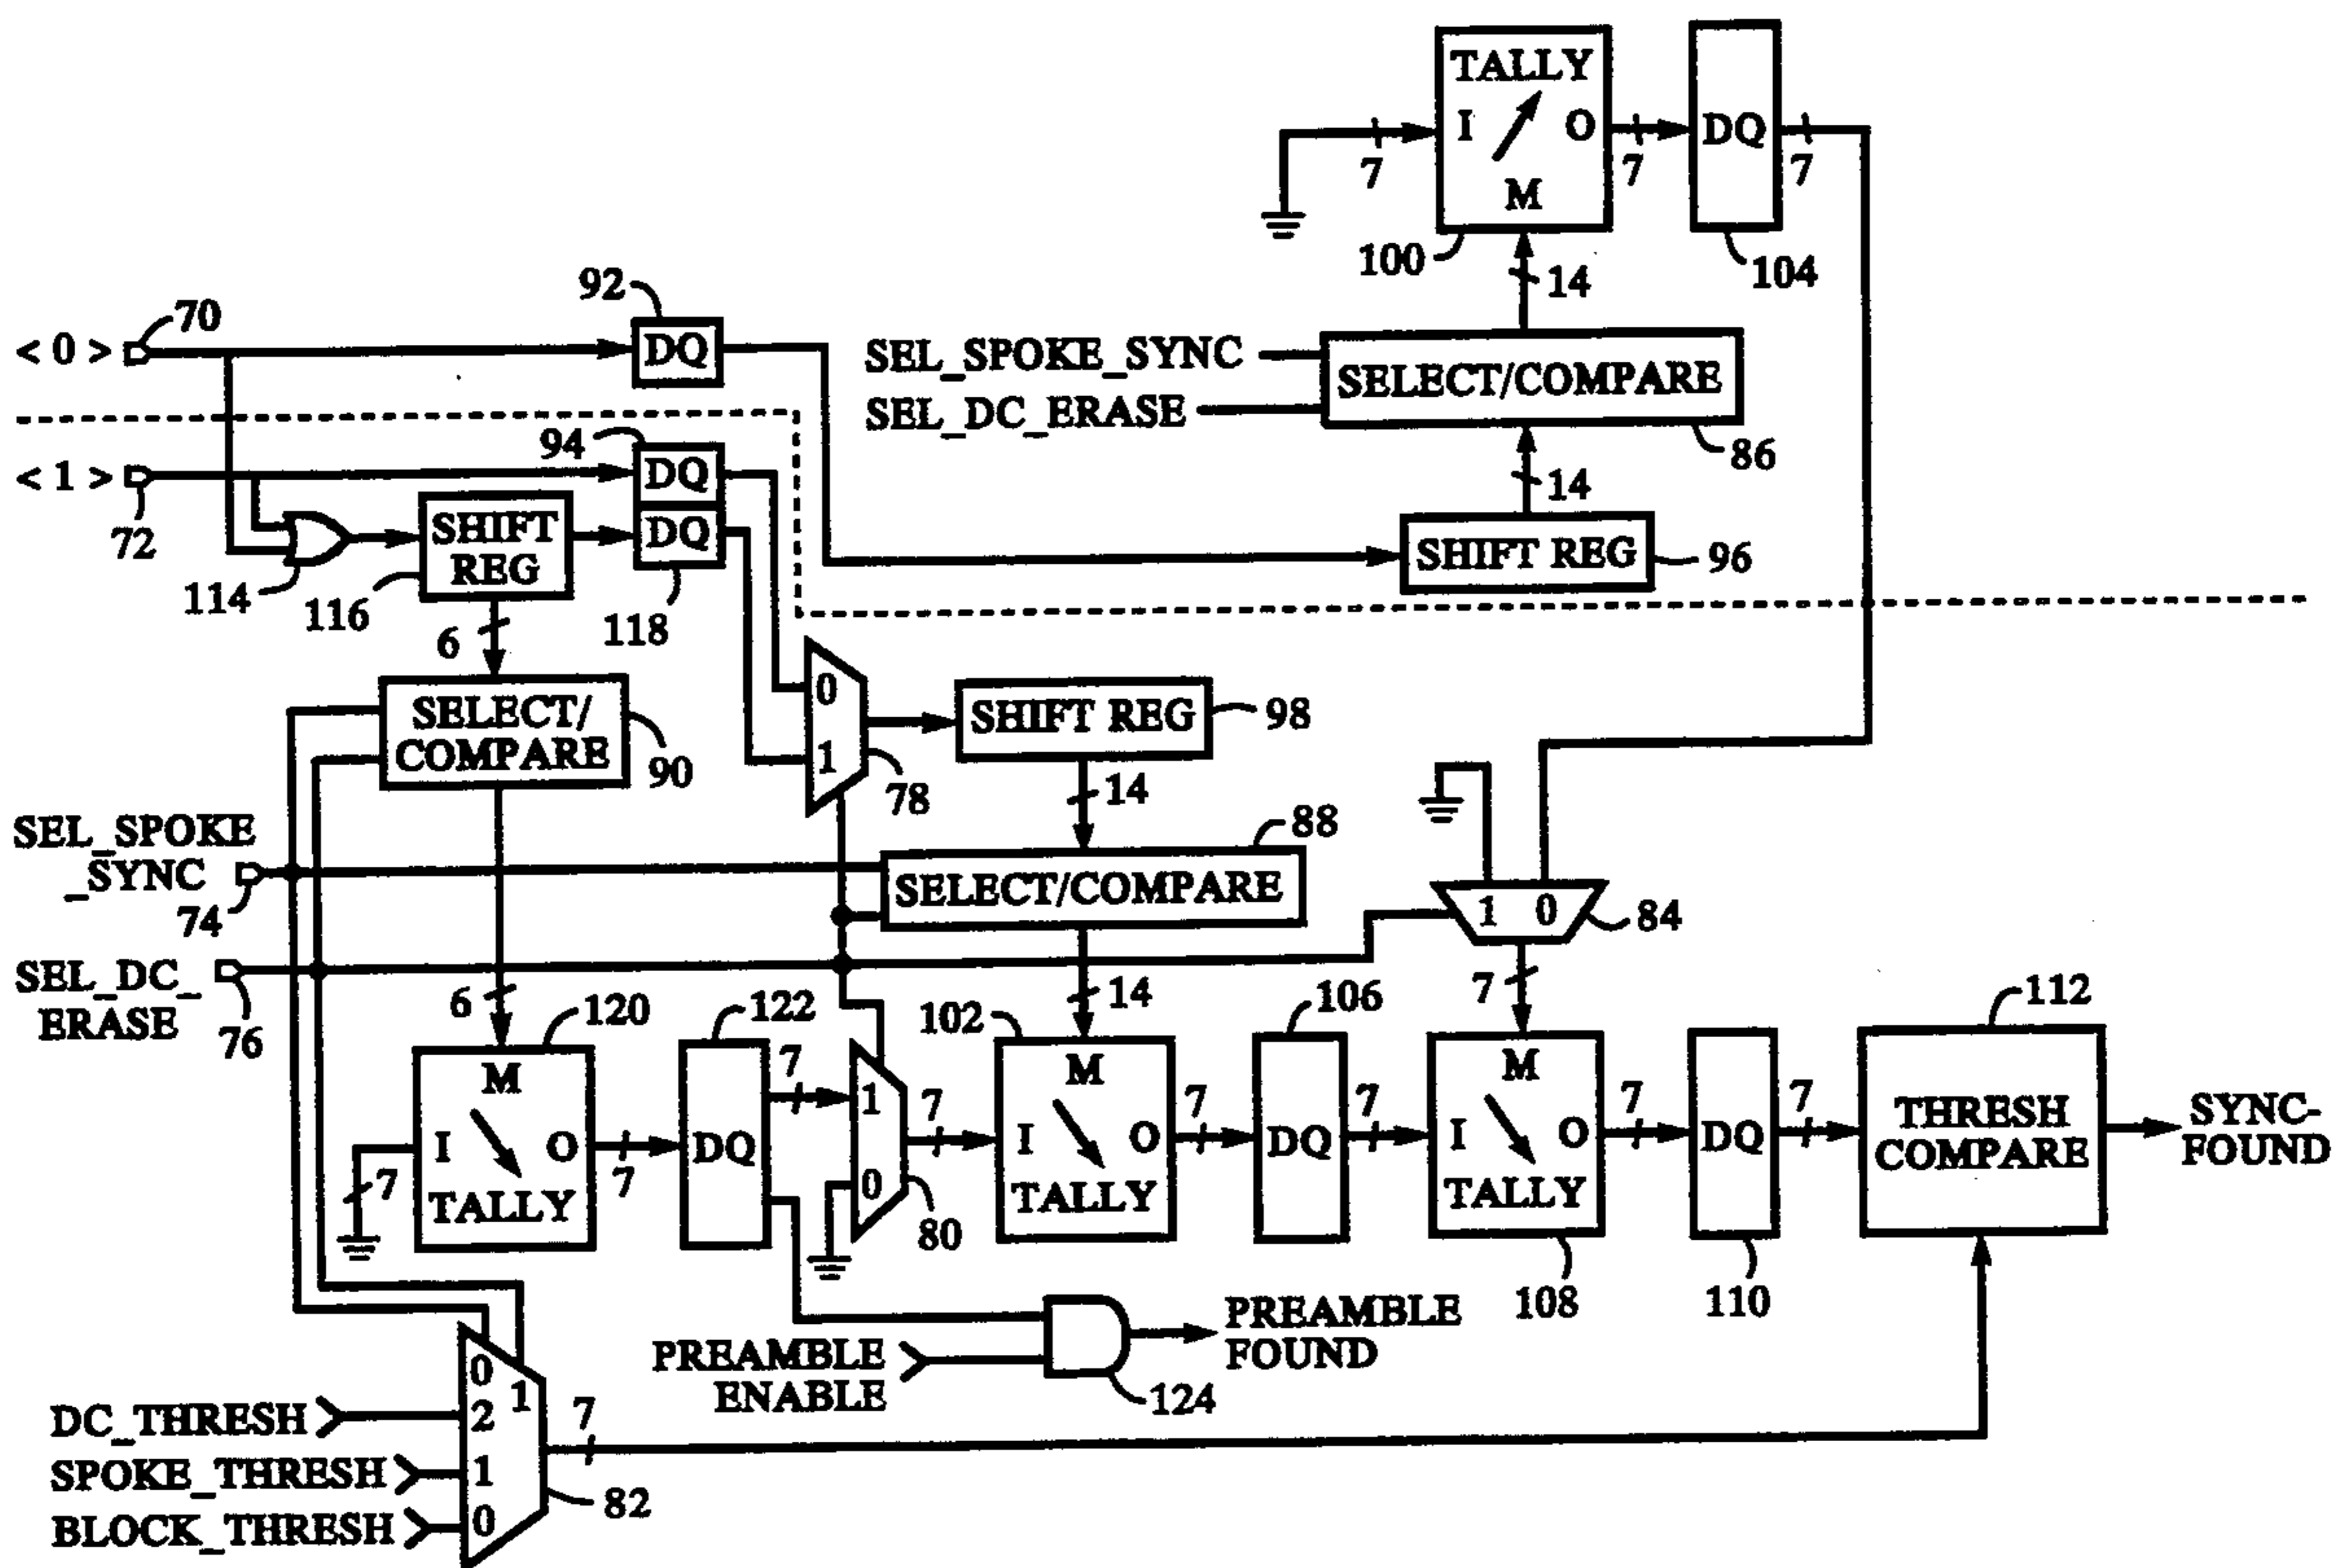 TALLY
I O
M
7
7
DQ
7
100
14
104
92
70
< 0 >
DQ
SEL_SPOKE_SYNC
SELECT/COMPARE
SEL_DC_ERASE
94
86
< 1 >
DQ
14
72
SHIFT
REG
DQ
SHIFT REG
96
114
116
118
6
SELECT/
COMPARE
90
0
1
78
SHIFT REG
98
14
88
SEL_SPOKE
_SYNC
74
SELECT/COMPARE
1 0
84
SEL_DC_
ERASE
76
6
120
122
102
14
106
7
112
M
I O
TALLY
7
7
DQ
7
1
0
80
7
M
I O
TALLY
7
DQ
7
M
I O
TALLY
7
DQ
7
THRESH
COMPARE
SYNC-
FOUND
108
110
PREAMBLE
ENABLE
PREAMBLE
FOUND
124
0
1
DC_THRESH
2
7
SPOKE_THRESH
1
82
BLOCK_THRESH
0